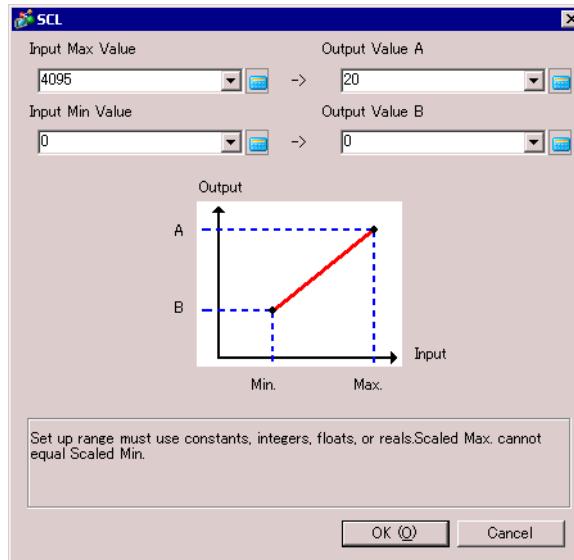 SCL
Input Max Value
Output Value A
4095
->
20
Input Min Value
Output Value B
0
->
0
Output
A
B
Input
Min.
Max.
Set up range must use constants, integers, floats, or reals.Scaled Max. cannot
equal Scaled Min.
OK (O)
Cancel